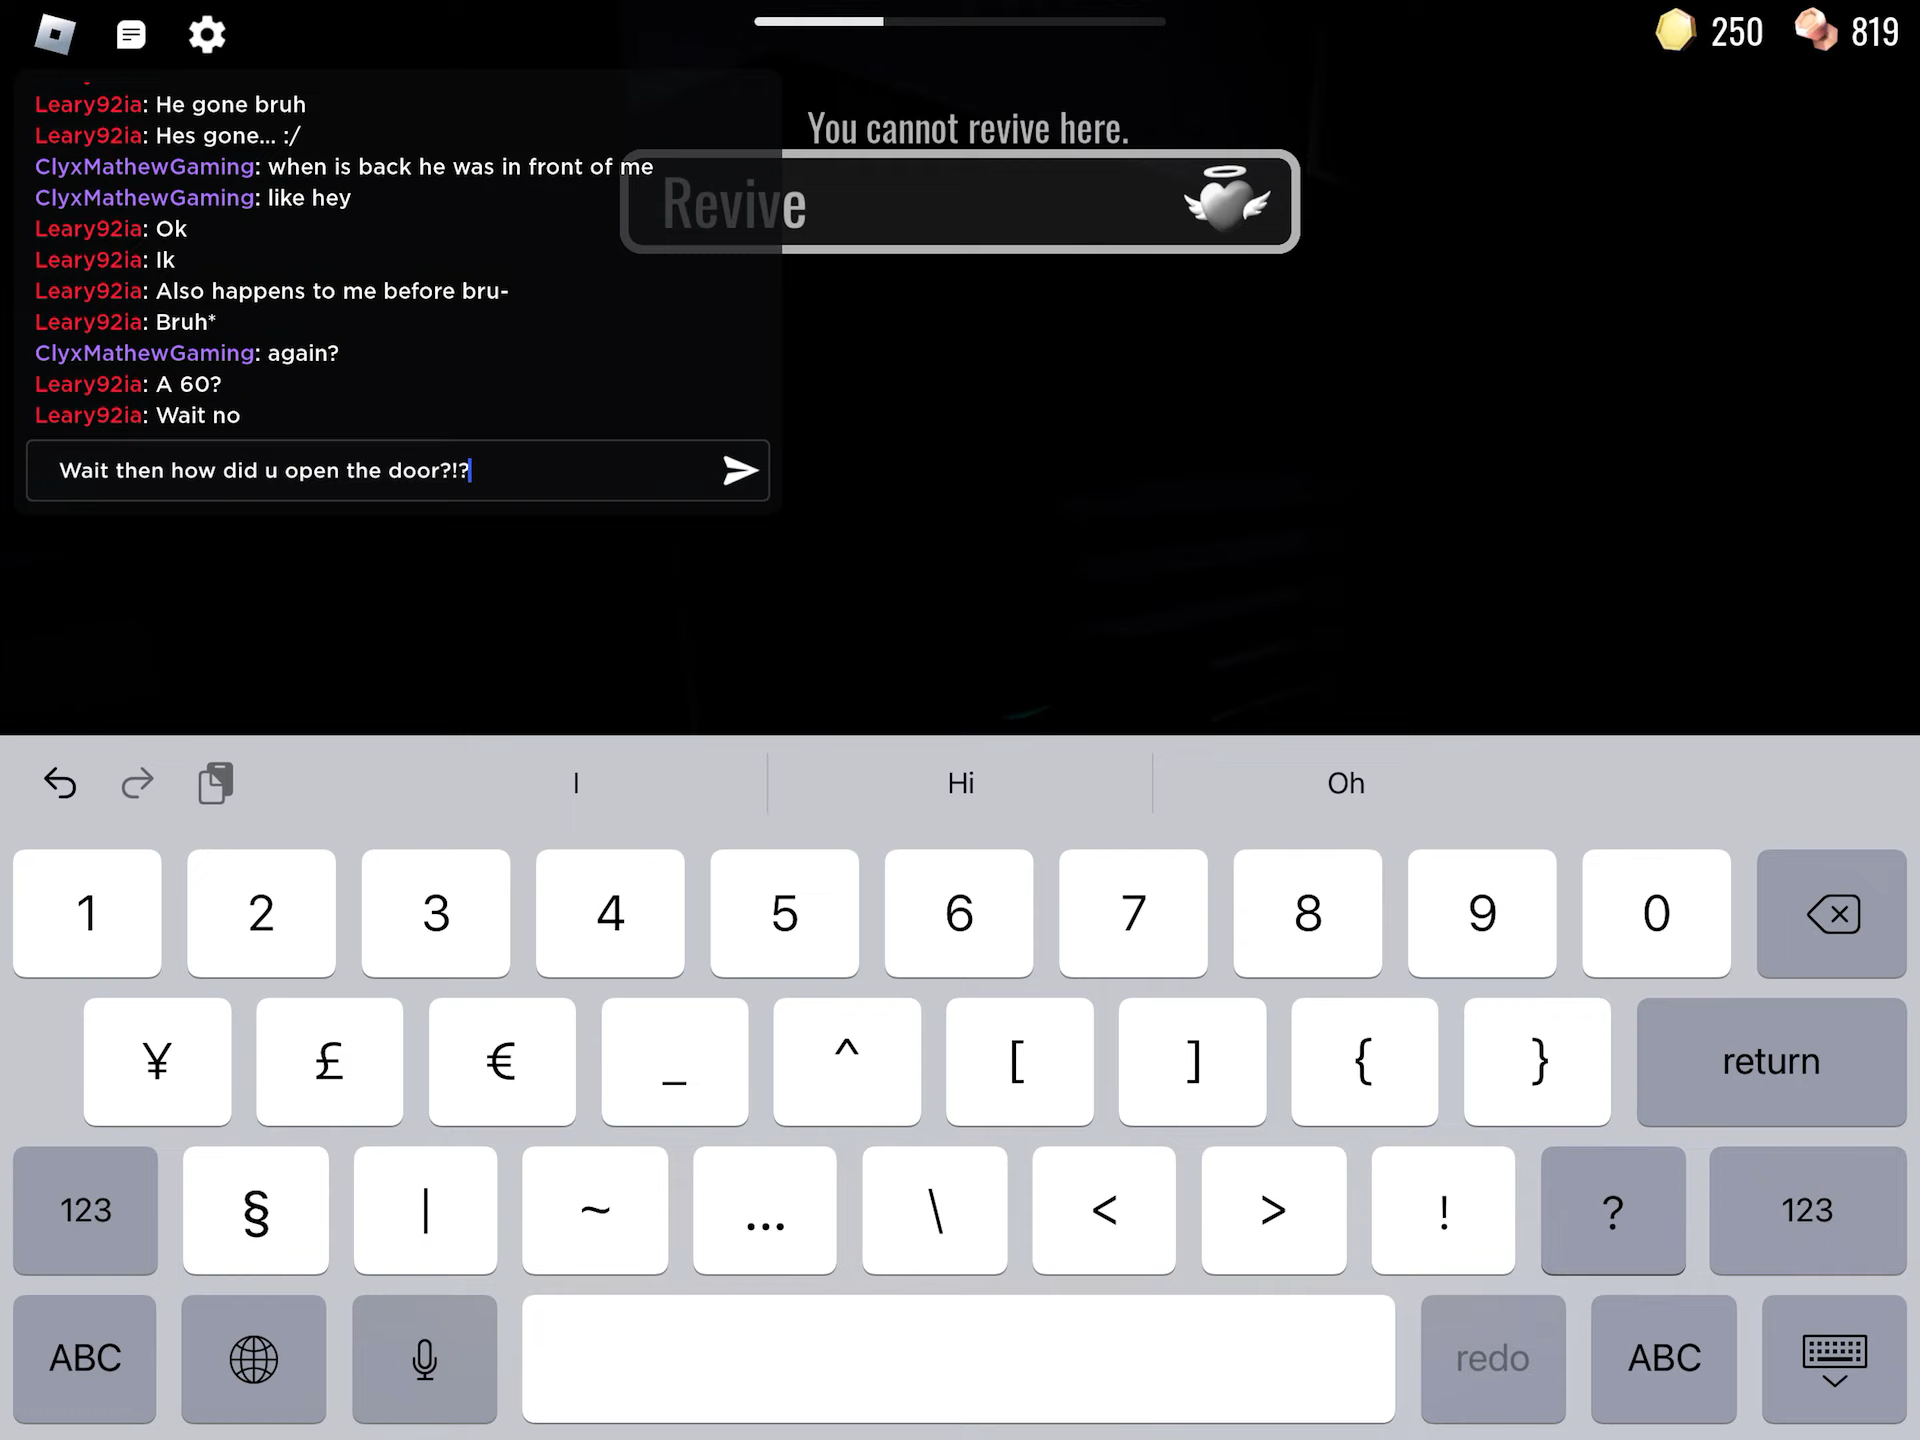 250
819
Leary92ia: He gone bruh
Leary92ia: Hes gone... :/
ClyxMathewGaming: when is back he was in front of me
ClyxMathewGaming: like hey
Leary92ia: Ok
Leary92ia: Ik
Leary92ia: Also happens to me before bru-
Leary92ia: Bruh*
ClyxMathewGaming: again?
Leary92ia: A 60?
Leary92ia: Wait no
Wait then how did u open the door?!?
You cannot revive here.
Revive
I
Hi
Oh
1 2 3 4 5 6 7 8 9 0
¥ £ € _ ^ [ ] { } return
123 § | ~ ... \ < > ! ? 123
ABC redo ABC